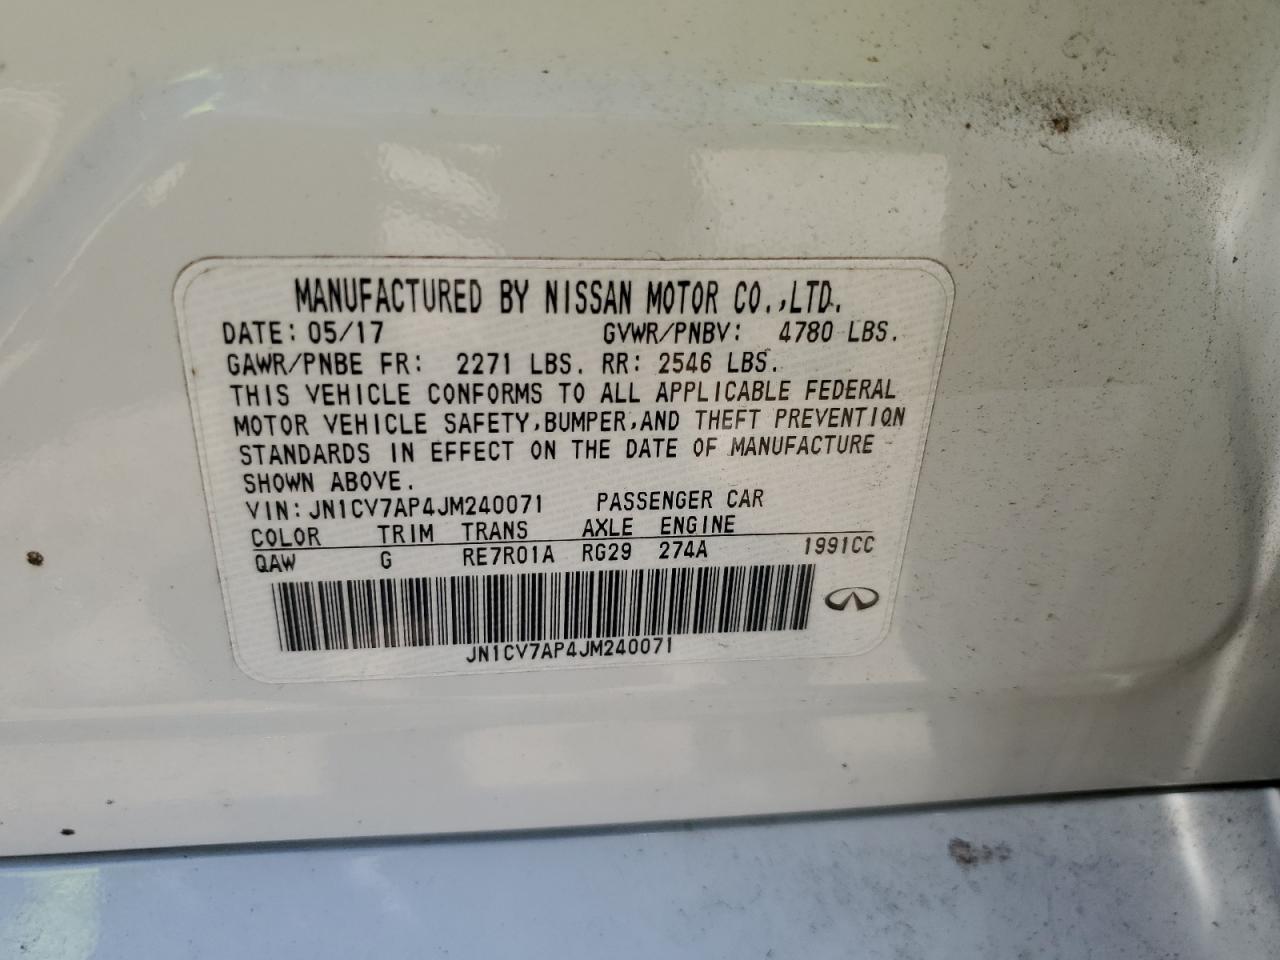 MANUFACTURED BY NISSAN MOTOR CO.,LTD.
DATE: 05/17 GVWR/PNBV: 4780 LBS.
GAWR/PNBE FR: 2271 LBS. RR: 2546 LBS.
THIS VEHICLE CONFORMS TO ALL APPLICABLE FEDERAL
MOTOR VEHICLE SAFETY,BUMPER,AND THEFT PREVENTION
STANDARDS IN EFFECT ON THE DATE OF MANUFACTURE
SHOWN ABOVE.
VIN: JN1CV7AP4JM240071 PASSENGER CAR
COLOR TRIM TRANS AXLE ENGINE
QAW G RE7R01A RG29 274A 1991CC
JN1CV7AP4JM240071